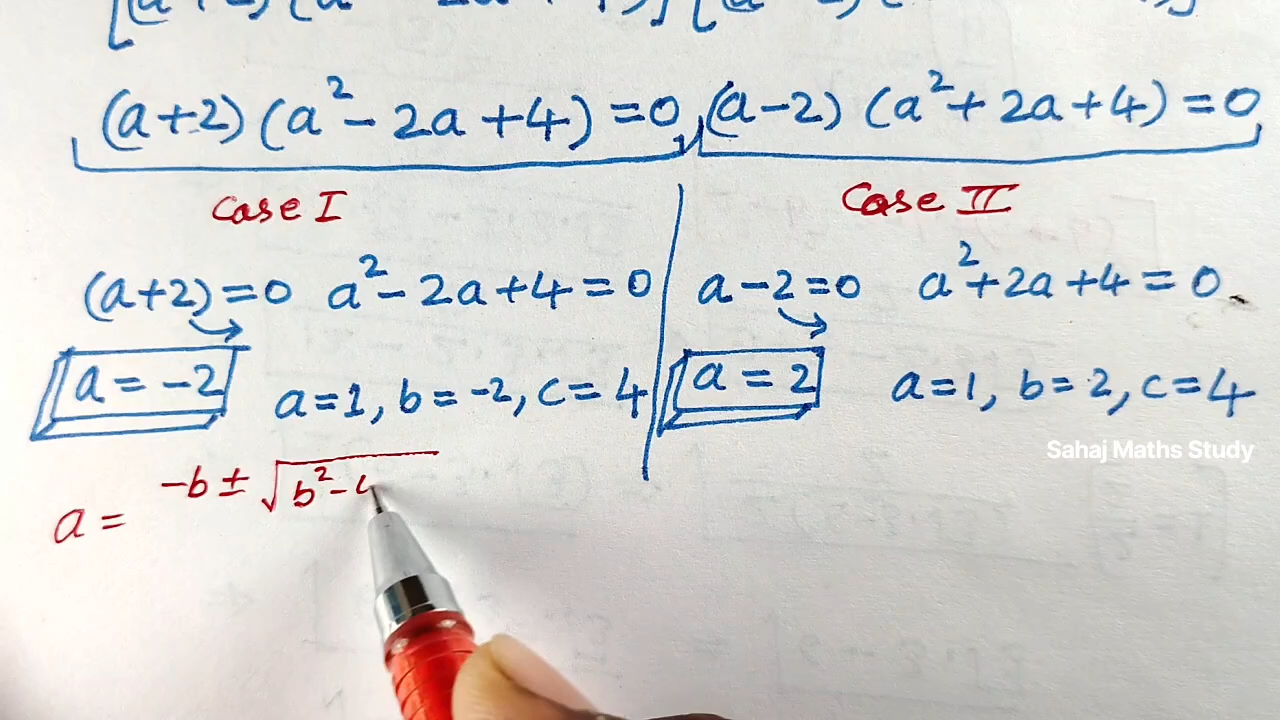 (a+2)(a²-2a+4)=0, (a-2)(a²+2a+4)=0
Case I
Case II
(a+2)=0 a²-2a+4=0
a=-2
a=1, b=-2, c=4
a-2=0 a²+2a+4=0
a=2
a=1, b=2, c=4
Sahaj Maths Study
-b±√b²-
a=